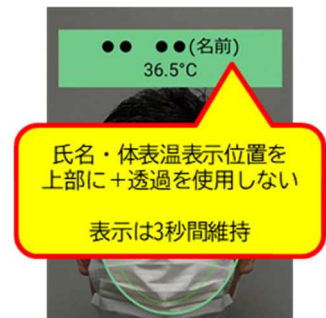 ●● ●●(名前)
36.5°C
氏名・体表温表示位置を
上部に＋透過を使用しない
表示は3秒間維持